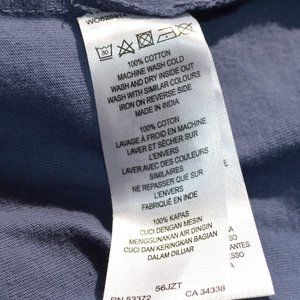 30
100% COTTON
MACHINE WASH COLD
WASH AND DRY INSIDE OUT
WASH WITH SIMILAR COLOURS
IRON ON REVERSE SIDE
MADE IN INDIA
100% COTON
LAVAGE À FROID EN MACHINE
LAVER ET SÉCHER SUR
L'ENVERS
LAVER AVEC DES COULEURS
SIMILAIRES
NE REPASSER QUE SUR
L'ENVERS
FABRIQUÉ EN INDE
100% KAPAS
CUCI DENGAN MESIN
MENGGUNAKAN AIR DINGIN
CUCI DAN KERINGKAN BAGIAN
DALAM DILUAR
56JZT
RN 53372 CA 34338